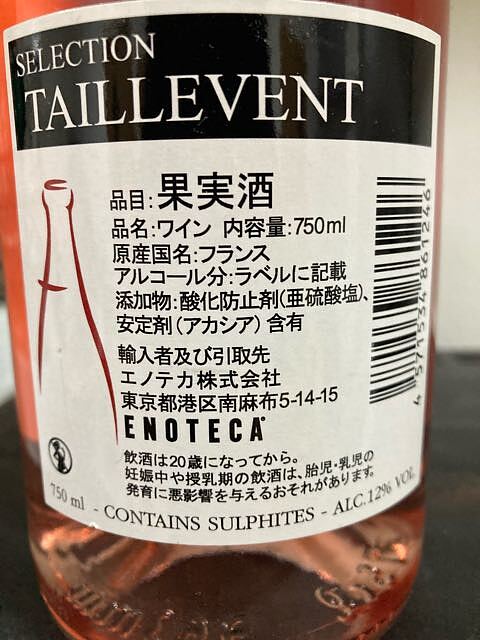 SELECTION
TAILLEVENT
品目:果実酒
品名:ワイン 内容量:750ml
原産国名:フランス
アルコール分:ラベルに記載
添加物:酸化防止剤(亜硫酸塩)、
安定剤(アカシア)含有
輸入者及び引取先
エノテカ株式会社
東京都港区南麻布5-14-15
ENOTECA
飲酒は20歳になってから。
妊娠中や授乳期の飲酒は、胎児・乳児の
発育に悪影響を与えるおそれがあります。
750 ml - CONTAINS SULPHITES - ALC.12% VOL
4 571534 861246